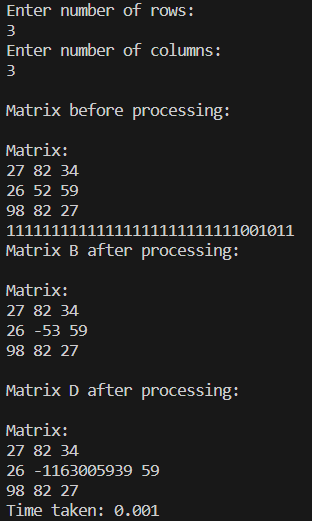 Enter number of rows:
3
Enter number of columns:
3
Matrix before processing:
Matrix:
27 82 34
26 52 59
98 82 27
11111111111111111111111111001011
Matrix B after processing:
Matrix:
27 82 34
26 -53 59
98 82 27
Matrix D after processing:
Matrix:
27 82 34
26 -1163005939 59
98 82 27
Time taken: 0.001